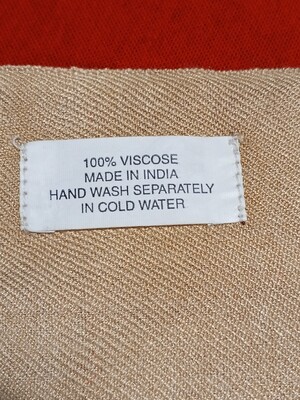 100% VISCOSE
MADE IN INDIA
HAND WASH SEPARATELY
IN COLD WATER